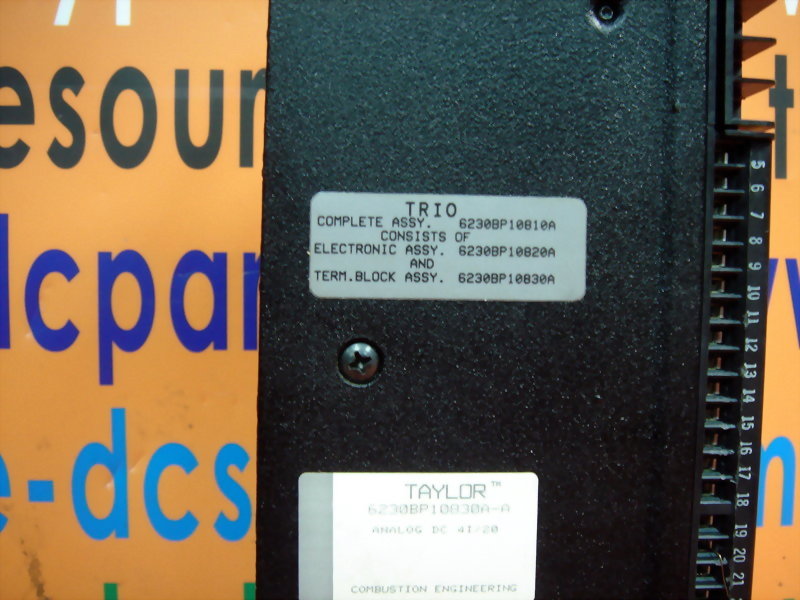 esour
lcpar
e-dcs
TRIO
COMPLETE ASSY. 6230BP10810A
CONSISTS OF
ELECTRONIC ASSY. 6230BP10820A
AND
TERM.BLOCK ASSY. 6230BP10830A
TAYLOR™
6230BP10830A-A
ANALOG DC 4I/20
COMBUSTION ENGINEERING
5
6
7
8
9
10
11
12
13
14
15
16
17
18
19
20
21